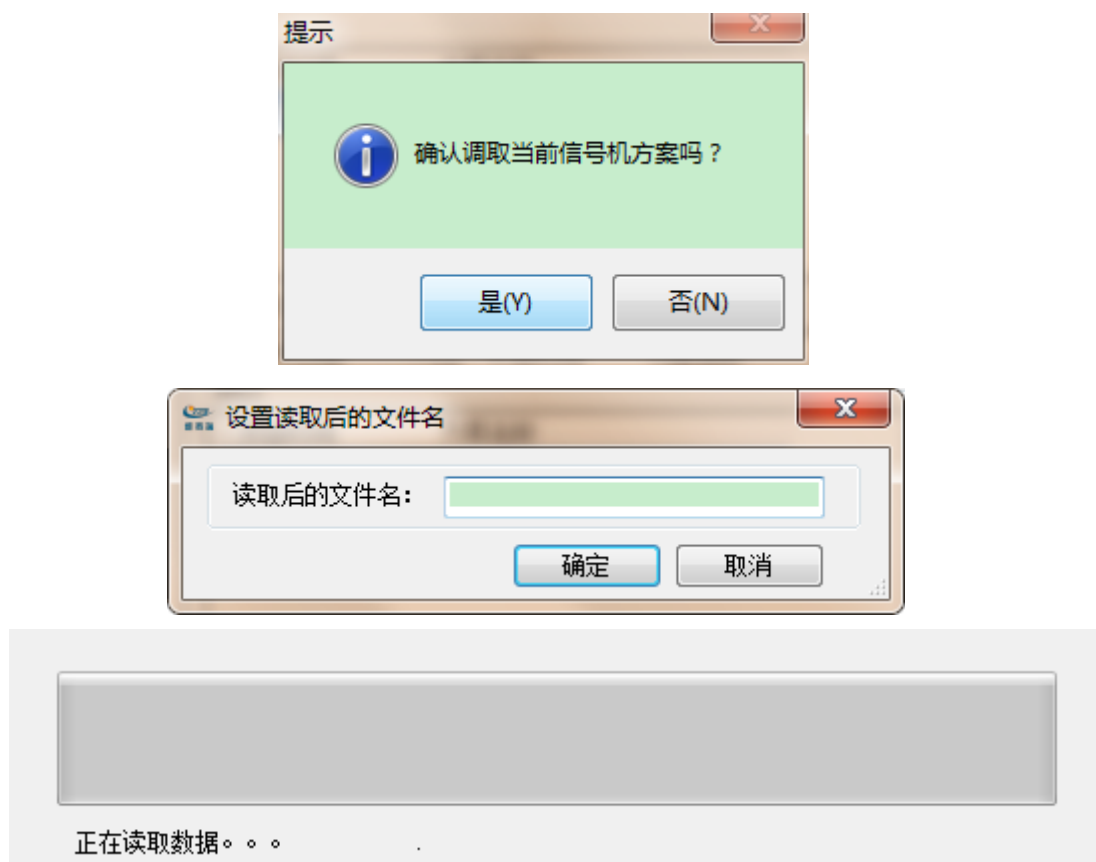 提示
确认调取当前信号机方案吗？
是(Y)
否(N)
设置读取后的文件名
读取后的文件名：
确定
取消
正在读取数据。。。